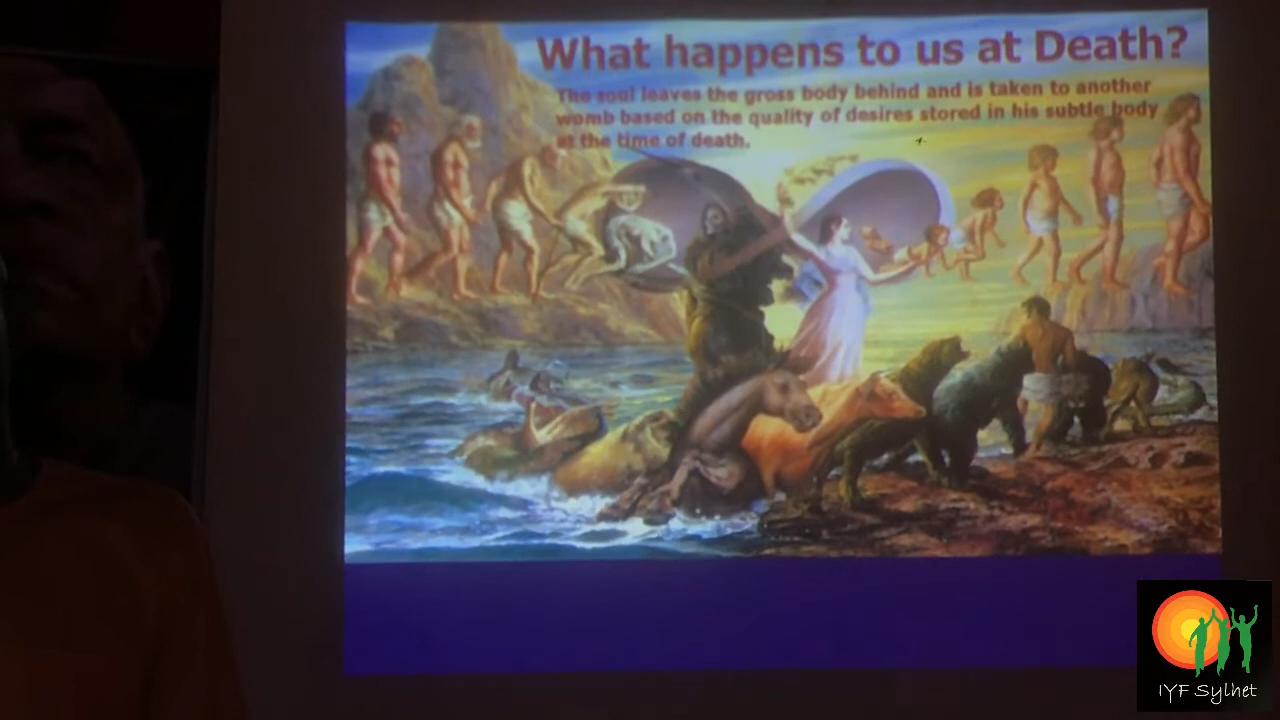 What happens to us at Death?
The soul leaves the gross body behind and is taken to another
womb based on the quality of desires stored in his subtle body
at the time of death.
IYF Sylhet